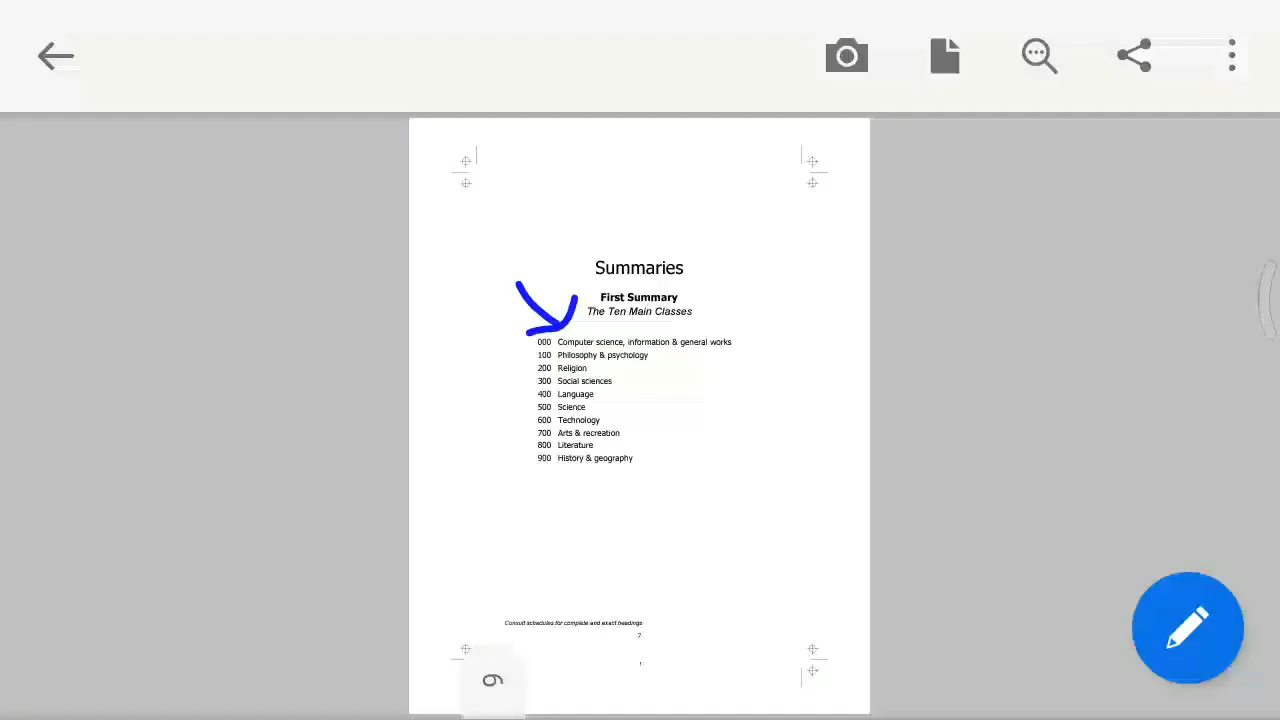 Summaries
First Summary
The Ten Main Classes
000 Computer science, information & general works
100 Philosophy & psychology
200 Religion
300 Social sciences
400 Language
500 Science
600 Technology
700 Arts & recreation
800 Literature
900 History & geography
Consult schedules for complete and exact headings
7
9